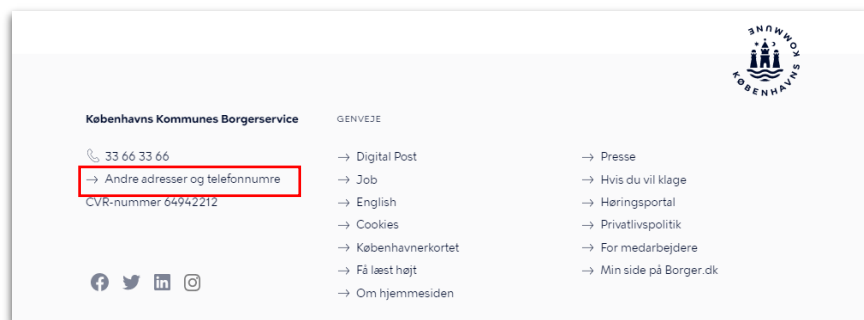 KØBENHAVNS KOMMUNE
Københavns Kommunes Borgerservice
33 66 33 66
→ Andre adresser og telefonnumre
CVR-nummer 64942212
GENVEJE
→ Digital Post
→ Job
→ English
→ Cookies
→ Københavnerkortet
→ Få læst højt
→ Om hjemmesiden
→ Presse
→ Hvis du vil klage
→ Høringsportal
→ Privatlivspolitik
→ For medarbejdere
→ Min side på Borger.dk